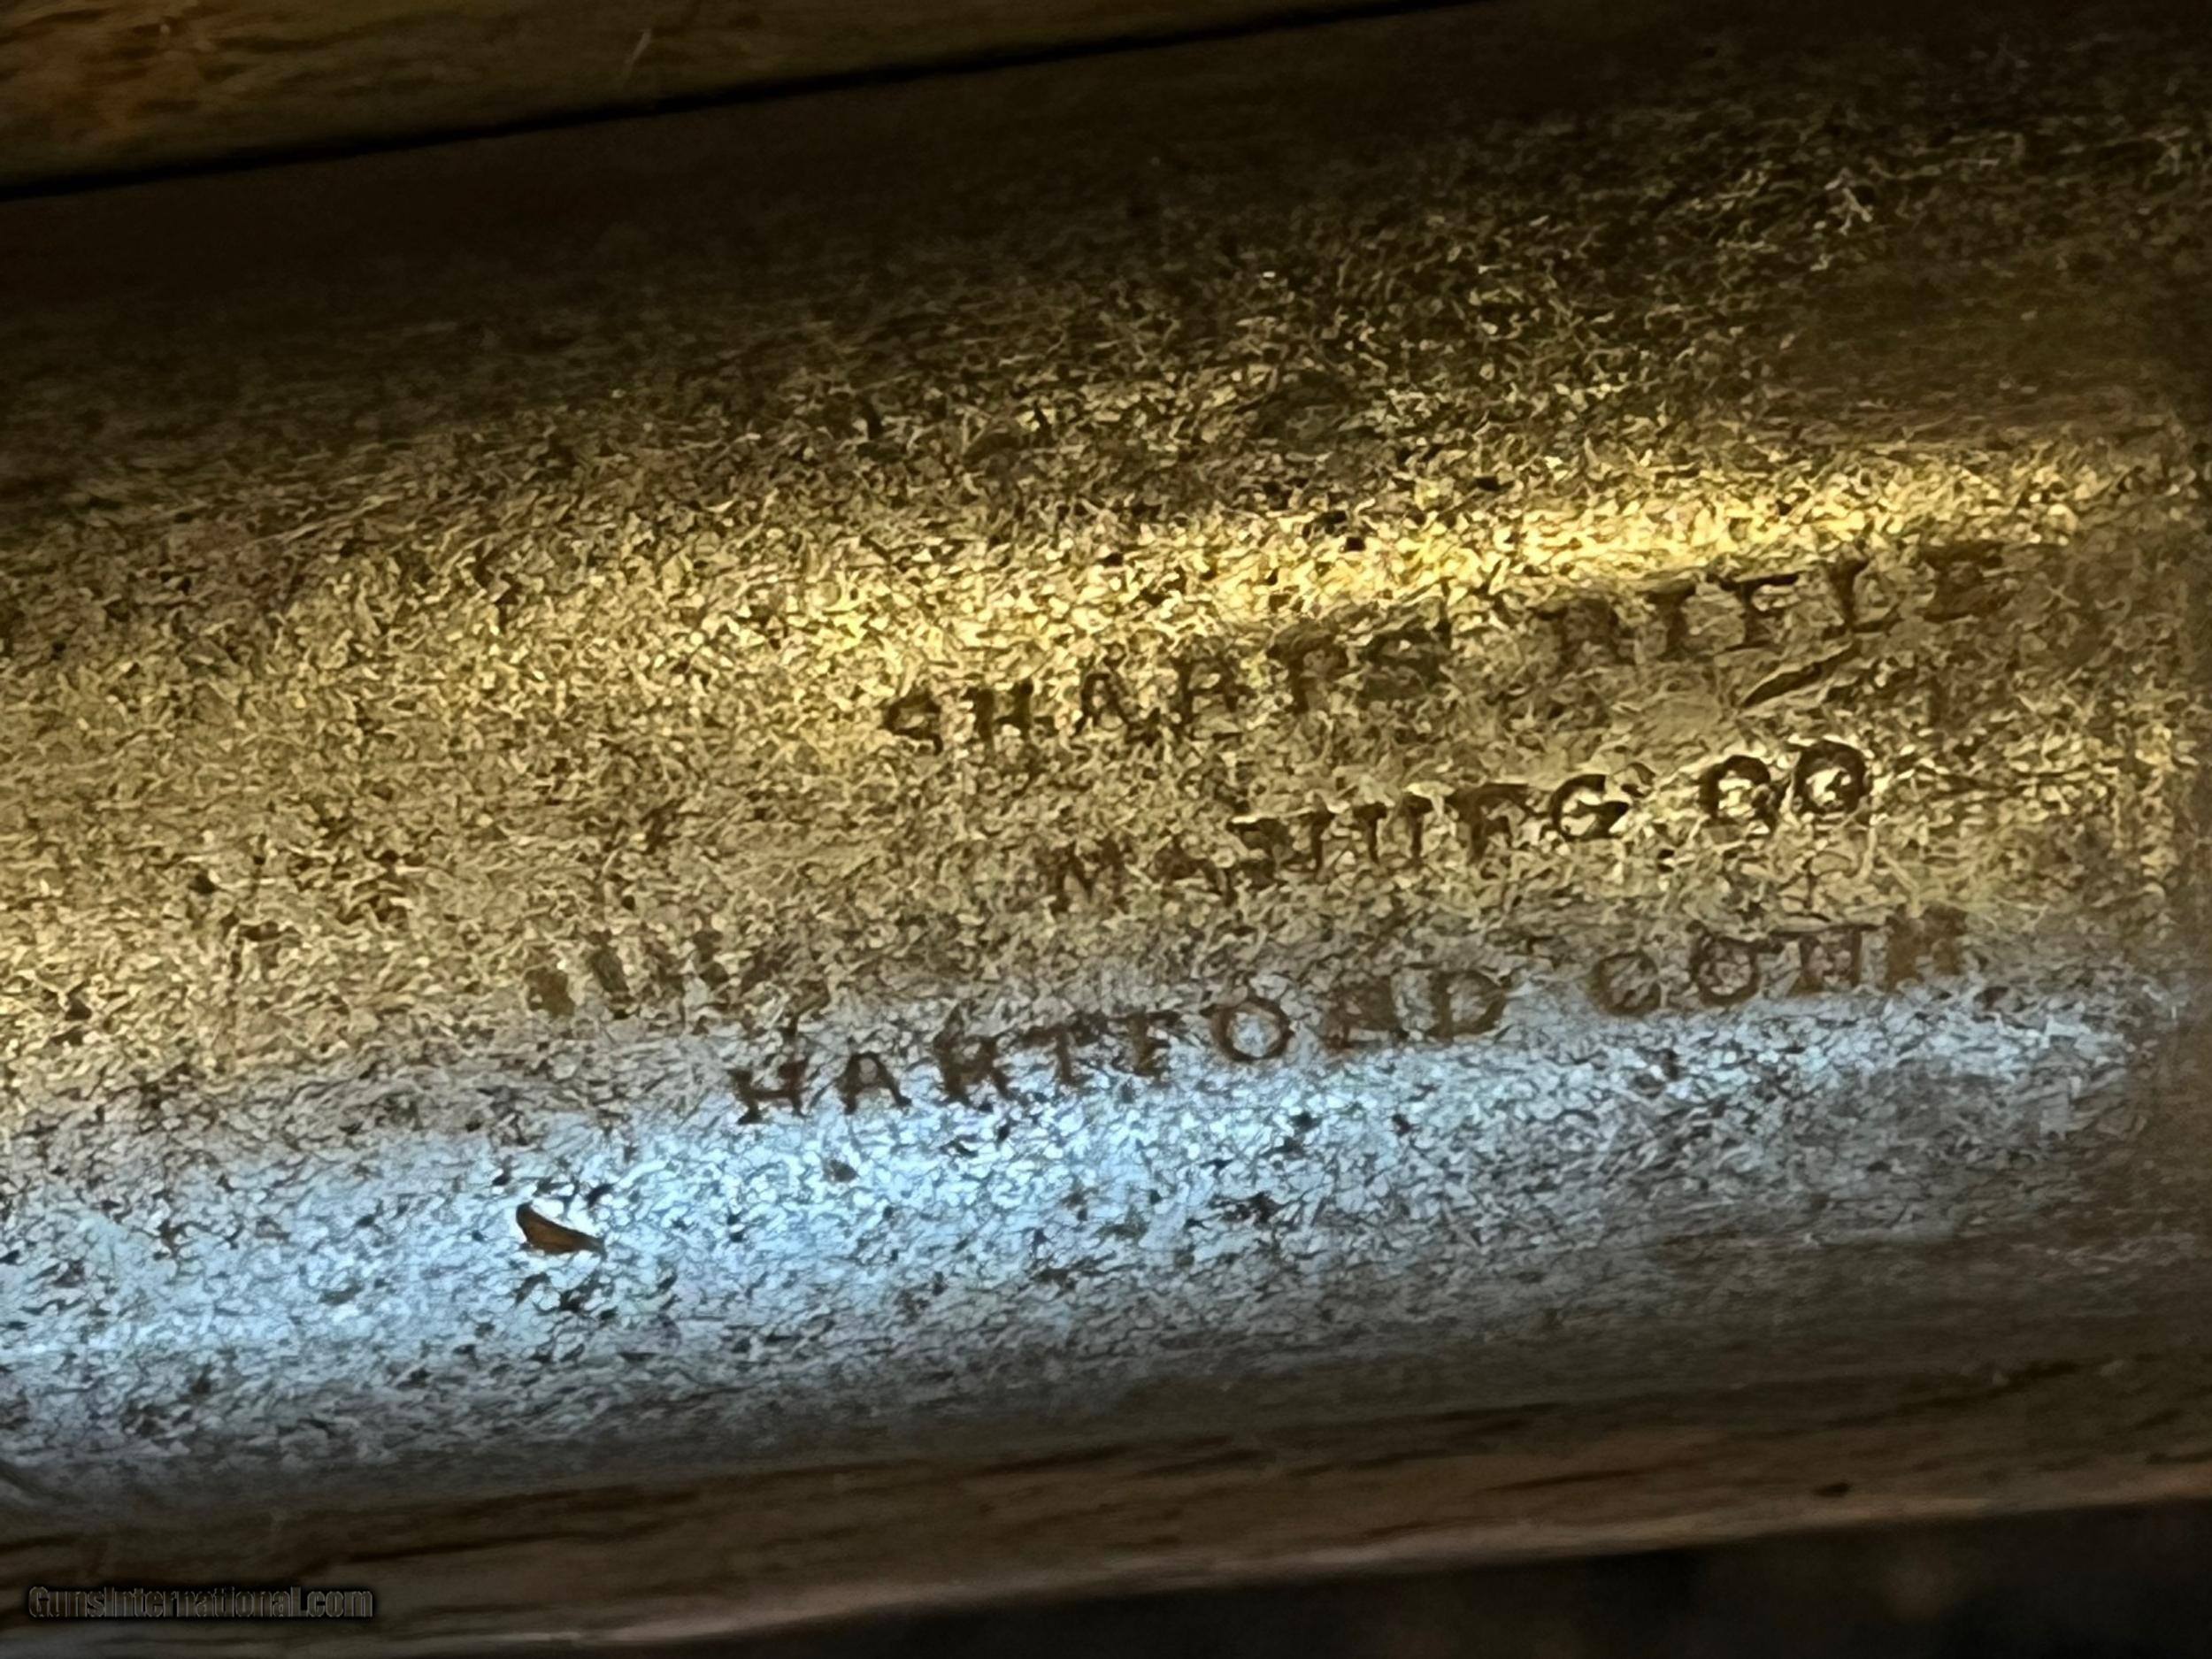 SHARPS RIFLE
MANUFG. CO
HARTFORD CONN
GunsInternational.com